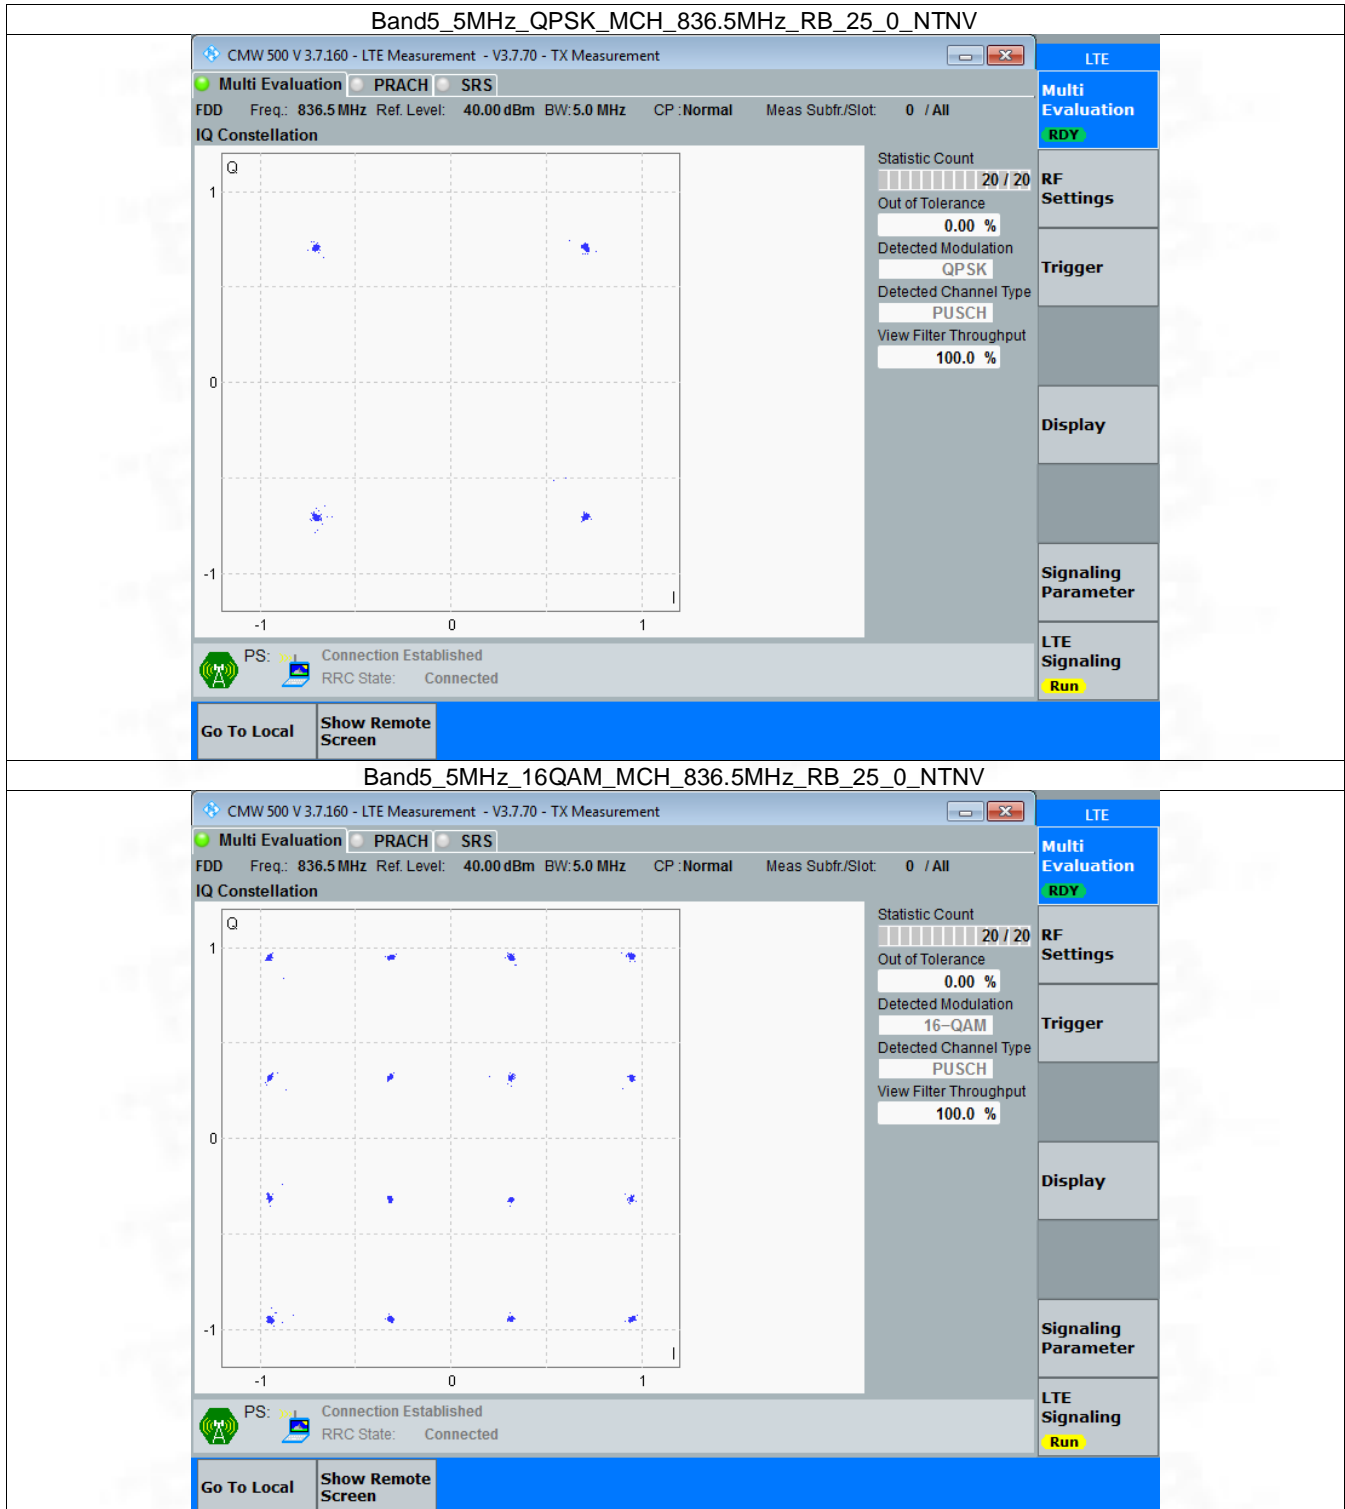 Band5_5MHz_QPSK_MCH_836.5MHz_RB_25_0_NTNV
CMW 500 V 3.7.160 - LTE Measurement - V3.7.70 - TX Measurement
LTE
Multi Evaluation PRACH SRS
Multi Evaluation
RDY
FDD Freq.: 836.5 MHz Ref. Level: 40.00 dBm BW: 5.0 MHz CP : Normal Meas Subfr./Slot: 0 / All
IQ Constellation
Q
1
0
-1
I
-1 0 1
Statistic Count
20 / 20
Out of Tolerance
0.00 %
Detected Modulation
QPSK
Detected Channel Type
PUSCH
View Filter Throughput
100.0 %
RF Settings
Trigger
Display
Signaling Parameter
LTE Signaling
Run
PS: Connection Established
RRC State: Connected
Go To Local
Show Remote Screen
Band5_5MHz_16QAM_MCH_836.5MHz_RB_25_0_NTNV
CMW 500 V 3.7.160 - LTE Measurement - V3.7.70 - TX Measurement
LTE
Multi Evaluation PRACH SRS
Multi Evaluation
RDY
FDD Freq.: 836.5 MHz Ref. Level: 40.00 dBm BW: 5.0 MHz CP : Normal Meas Subfr./Slot: 0 / All
IQ Constellation
Q
1
0
-1
I
-1 0 1
Statistic Count
20 / 20
Out of Tolerance
0.00 %
Detected Modulation
16-QAM
Detected Channel Type
PUSCH
View Filter Throughput
100.0 %
RF Settings
Trigger
Display
Signaling Parameter
LTE Signaling
Run
PS: Connection Established
RRC State: Connected
Go To Local
Show Remote Screen